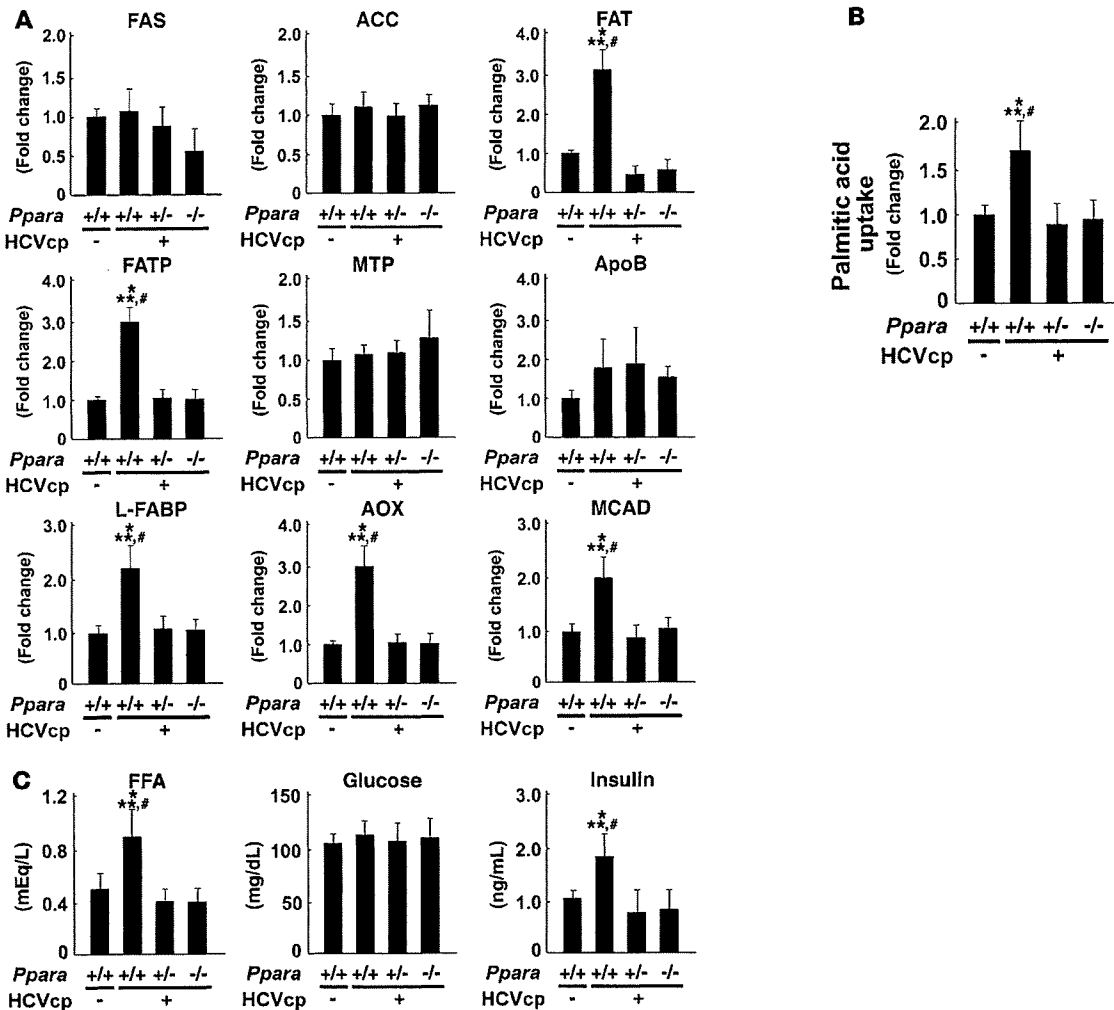 A
FAS
(Fold change)
2.0
1.5
1.0
0.5
0
Ppara +/+ +/+ +/- -/-
HCVcp - +
ACC
(Fold change)
2.0
1.5
1.0
0.5
0
+/+ +/+ +/- -/-
- +
FAT
(Fold change)
4.0
3.0
2.0
1.0
0
*
**,#
+/+ +/+ +/- -/-
- +
B
Palmitic acid
uptake
(Fold change)
2.0
1.5
1.0
0.5
0
*
**,#
Ppara +/+ +/+ +/- -/-
HCVcp - +
FATP
(Fold change)
4.0
3.0
2.0
1.0
0
*
**,#
Ppara +/+ +/+ +/- -/-
HCVcp - +
MTP
(Fold change)
2.0
1.5
1.0
0.5
0
+/+ +/+ +/- -/-
- +
ApoB
(Fold change)
4.0
3.0
2.0
1.0
0
Ppara +/+ +/+ +/- -/-
HCVcp - +
L-FABP
(Fold change)
3.0
2.0
1.0
0
*
**,#
Ppara +/+ +/+ +/- -/-
HCVcp - +
AOX
(Fold change)
4.0
3.0
2.0
1.0
0
*
**,#
Ppara +/+ +/+ +/- -/-
HCVcp - +
MCAD
(Fold change)
3.0
2.0
1.0
0
*
**,#
Ppara +/+ +/+ +/- -/-
HCVcp - +
C
FFA
(mEq/L)
1.2
0.8
0.4
0
*
**,#
Ppara +/+ +/+ +/- -/-
HCVcp - +
Glucose
(mg/dL)
150
100
50
0
Ppara +/+ +/+ +/- -/-
HCVcp - +
Insulin
(ng/mL)
3.0
2.0
1.0
0
*
**,#
Ppara +/+ +/+ +/- -/-
HCVcp - +